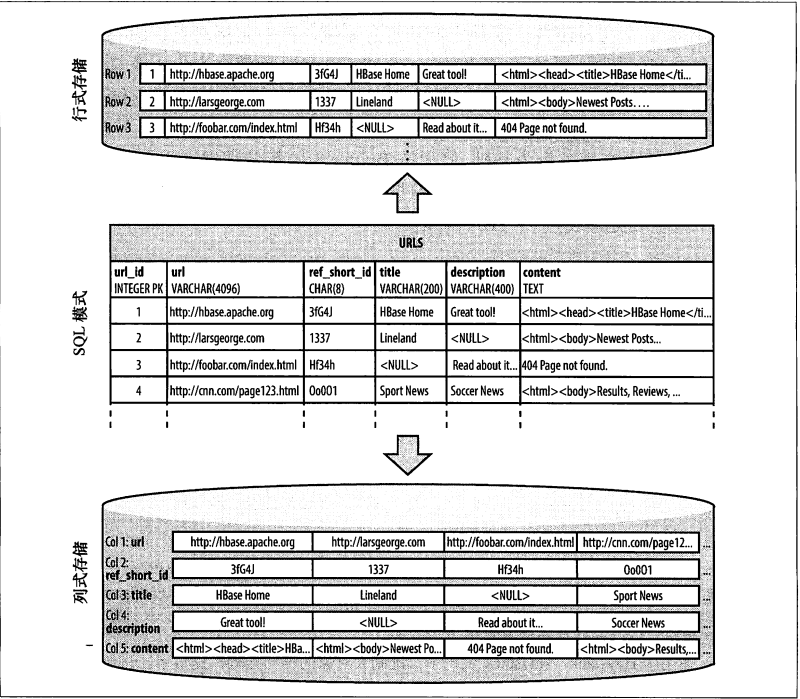 行式存储
Row 1 1 http://hbase.apache.org 3fG4J HBase Home Great tool! <html><head><title>HBase Home</ti...
Row 2 2 http://larsgeorge.com 1337 Lineland <NULL> <html><body>Newest Posts....
Row 3 3 http://foobar.com/index.html Hf34h <NULL> Read about it... 404 Page not found.
SQL 模式
URLS
url_id url ref_short_id title description content
INTEGER PK VARCHAR(4096) CHAR(8) VARCHAR(200) VARCHAR(400) TEXT
1 http://hbase.apache.org 3fG4J HBase Home Great tool! <html><head><title>HBase Home</ti...
2 http://larsgeorge.com 1337 Lineland <NULL> <html><body>Newest Posts...
3 http://foobar.com/index.html Hf34h <NULL> Read about it... 404 Page not found.
4 http://cnn.com/page123.html 0o001 Sport News Soccer News <html><body>Results, Reviews, ...
列式存储
Col 1: url http://hbase.apache.org http://larsgeorge.com http://foobar.com/index.html http://cnn.com/page12... ...
Col 2: ref_short_id 3fG4J 1337 Hf34h 0o001 ...
Col 3: title HBase Home Lineland <NULL> Sport News ...
Col 4: description Great tool! <NULL> Read about it... Soccer News ...
Col 5: content <html><head><title>HBa... <html><body>Newest Po... 404 Page not found. <html><body>Results,... ...